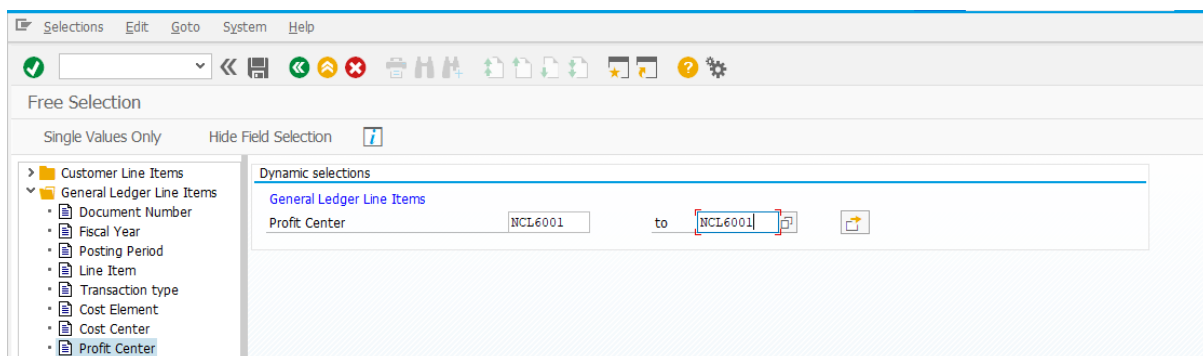 Selections Edit Goto System Help
Free Selection
Single Values Only Hide Field Selection i
Customer Line Items
General Ledger Line Items
Document Number
Fiscal Year
Posting Period
Line Item
Transaction type
Cost Element
Cost Center
Profit Center
Dynamic selections
General Ledger Line Items
Profit Center NCL6001 to NCL6001